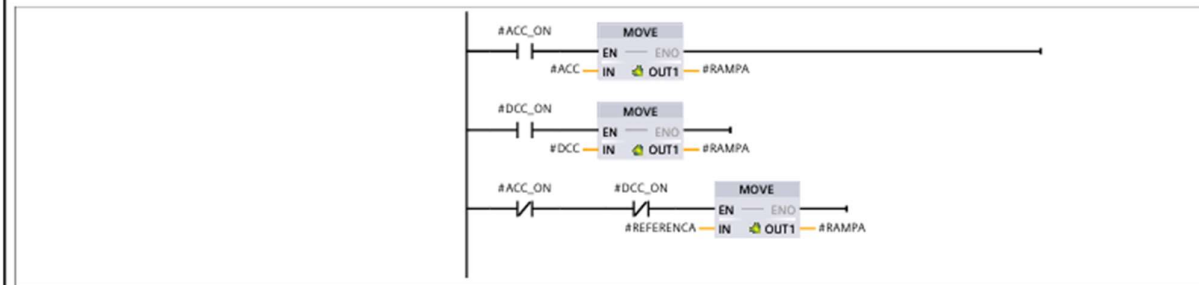 #ACC_ON
MOVE
EN ENO
#ACC IN OUT1 #RAMPA
#DCC_ON
MOVE
EN ENO
#DCC IN OUT1 #RAMPA
#ACC_ON #DCC_ON
MOVE
EN ENO
#REFERENCA IN OUT1 #RAMPA